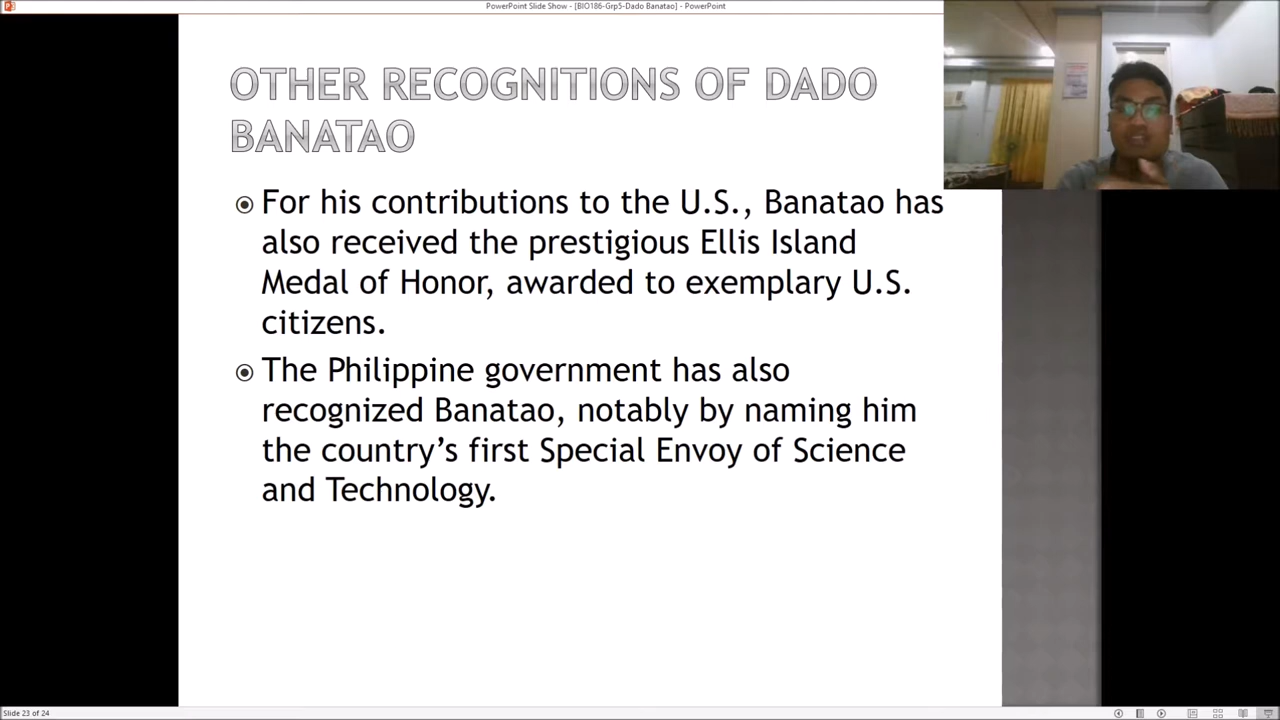 PowerPoint Slide Show - [BIO186-Grp5-Dado Banatao] - PowerPoint
OTHER RECOGNITIONS OF DADO
BANATAO
For his contributions to the U.S., Banatao has
also received the prestigious Ellis Island
Medal of Honor, awarded to exemplary U.S.
citizens.
The Philippine government has also
recognized Banatao, notably by naming him
the country’s first Special Envoy of Science
and Technology.
Slide 23 of 24